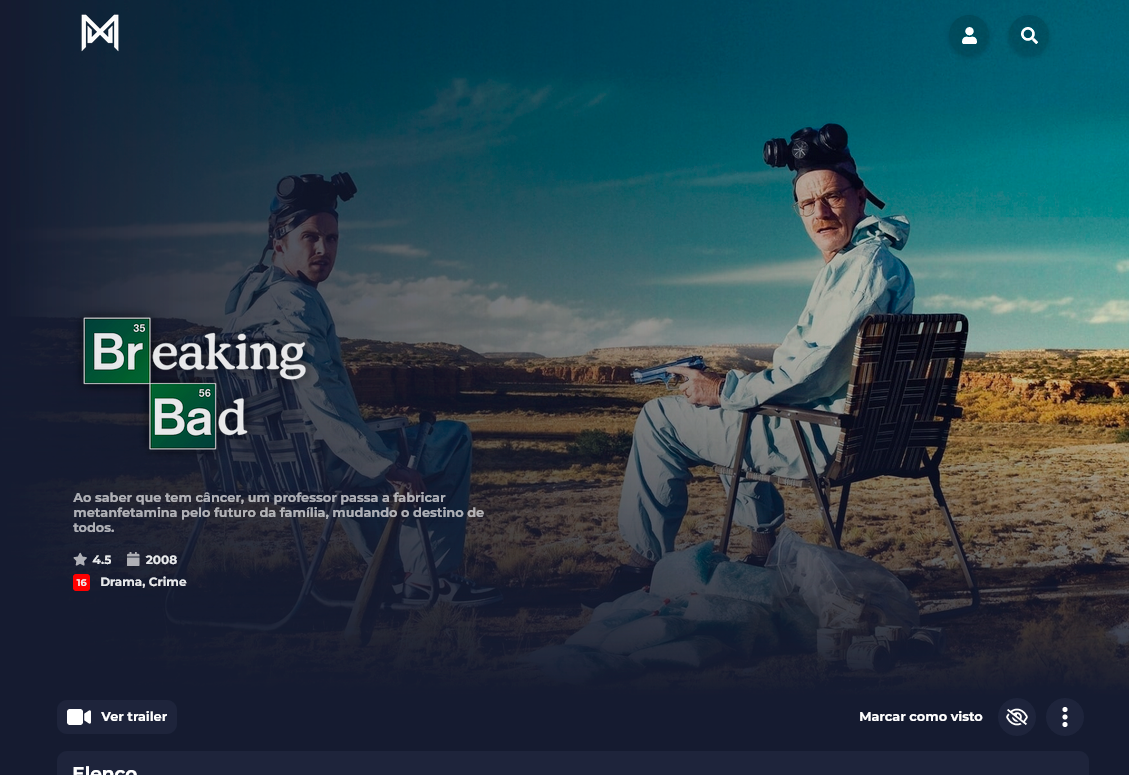 35
Breaking
56
Bad
Ao saber que tem câncer, um professor passa a fabricar
metanfetamina pelo futuro da família, mudando o destino de
todos.
4.5 2008
16 Drama, Crime
Ver trailer
Marcar como visto
Elenco